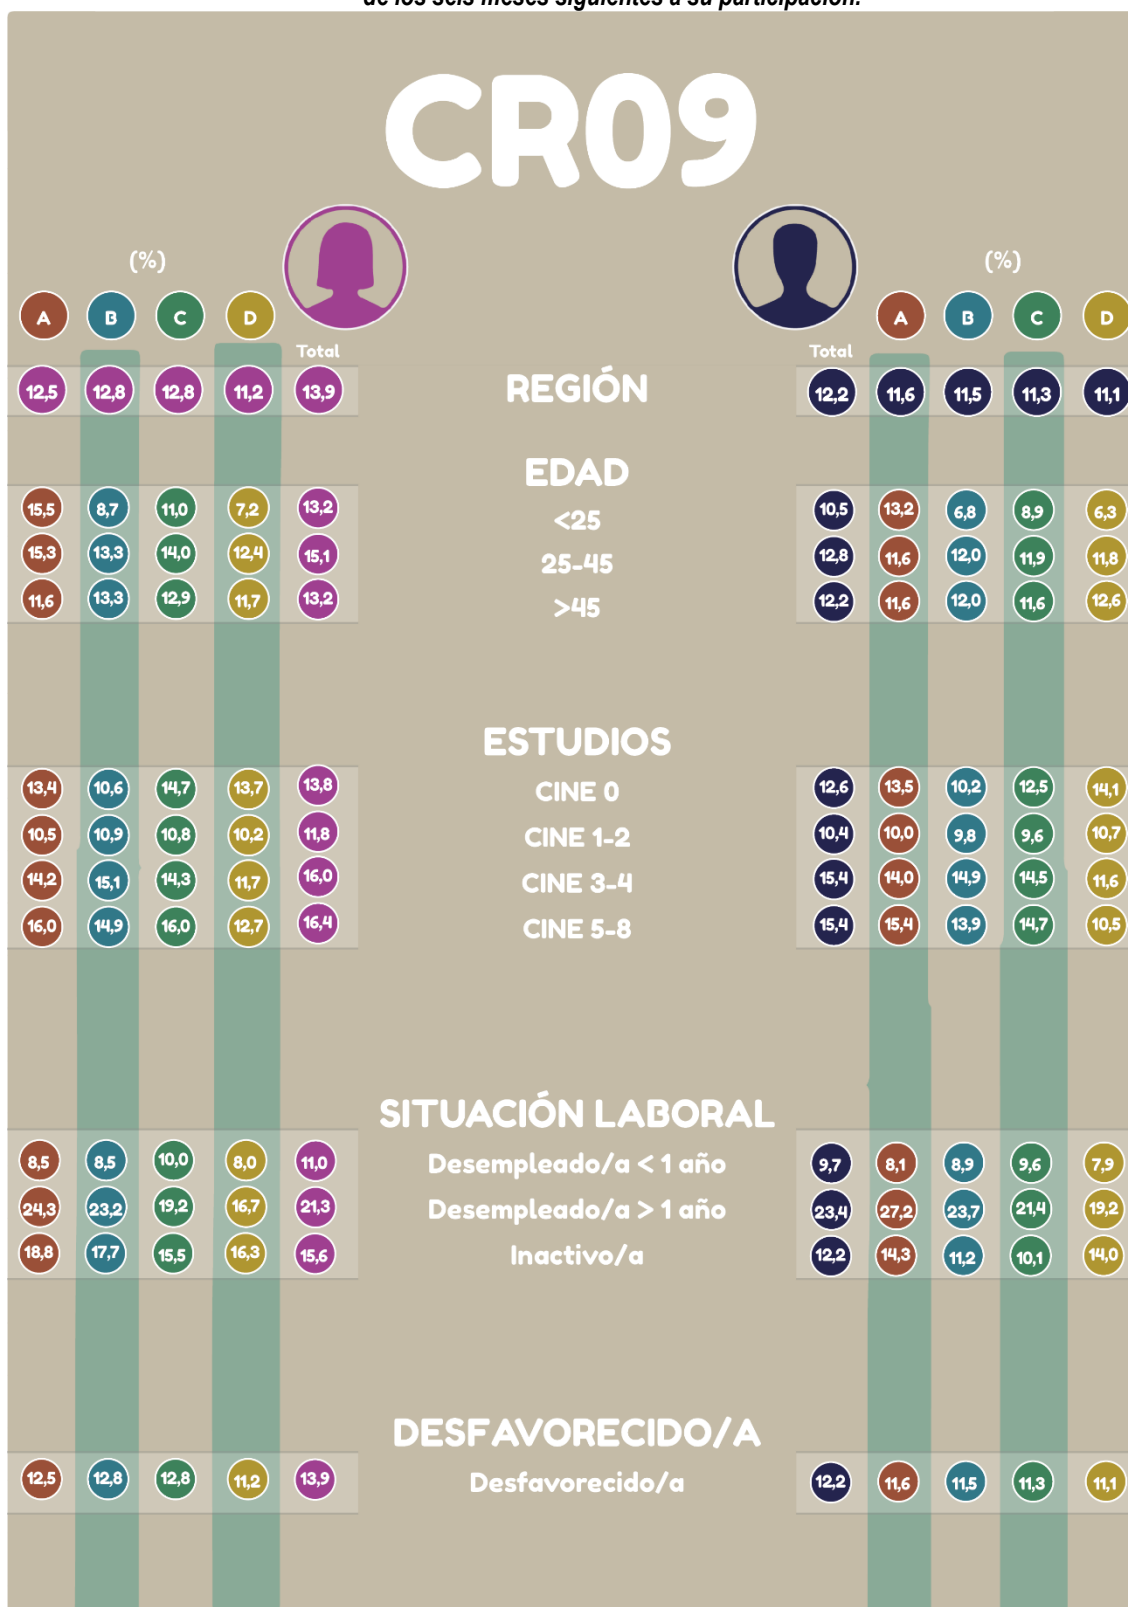 de los seis meses siguientes a su participación.
CR09
(%) (%)
A B C D A B C D
Total Total
12,5 12,8 12,8 11,2 13,9 REGIÓN 12,2 11,6 11,5 11,3 11,1
EDAD
15,5 8,7 11,0 7,2 13,2 <25 10,5 13,2 6,8 8,9 6,3
15,3 13,3 14,0 12,4 15,1 25-45 12,8 11,6 12,0 11,9 11,8
11,6 13,3 12,9 11,7 13,2 >45 12,2 11,6 12,0 11,6 12,6
ESTUDIOS
13,4 10,6 14,7 13,7 13,8 CINE 0 12,6 13,5 10,2 12,5 14,1
10,5 10,9 10,8 10,2 11,8 CINE 1-2 10,4 10,0 9,8 9,6 10,7
14,2 15,1 14,3 11,7 16,0 CINE 3-4 15,4 14,0 14,9 14,5 11,6
16,0 14,9 16,0 12,7 16,4 CINE 5-8 15,4 15,4 13,9 14,7 10,5
SITUACIÓN LABORAL
8,5 8,5 10,0 8,0 11,0 Desempleado/a < 1 año 9,7 8,1 8,9 9,6 7,9
24,3 23,2 19,2 16,7 21,3 Desempleado/a > 1 año 23,4 27,2 23,7 21,4 19,2
18,8 17,7 15,5 16,3 15,6 Inactivo/a 12,2 14,3 11,2 10,1 14,0
DESFAVORECIDO/A
12,5 12,8 12,8 11,2 13,9 Desfavorecido/a 12,2 11,6 11,5 11,3 11,1